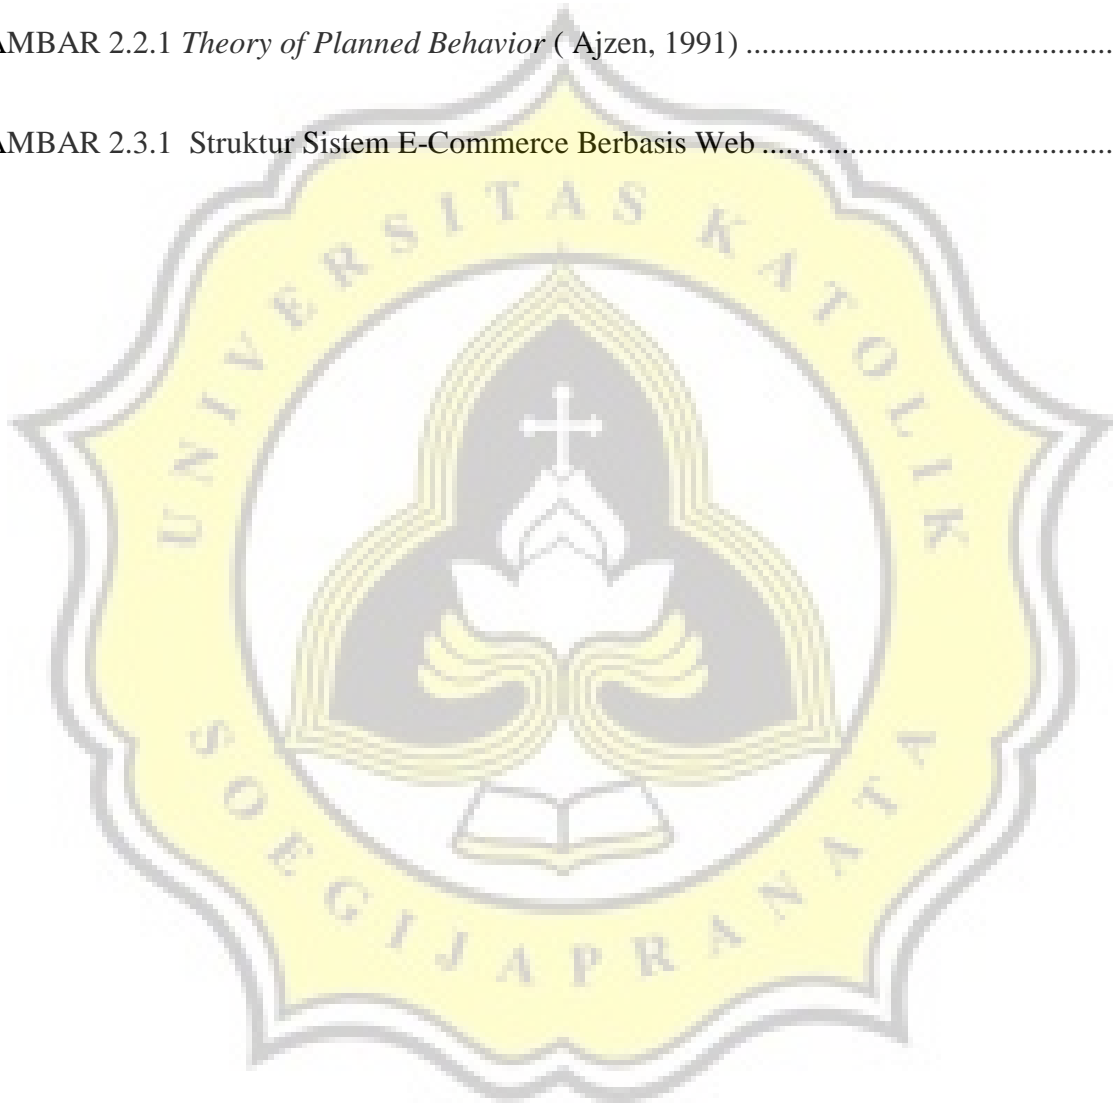 AMBAR 2.2.1 Theory of Planned Behavior ( Ajzen, 1991) ..............................................
AMBAR 2.3.1  Struktur Sistem E-Commerce Berbasis Web ............................................
UNIVERSITAS KATOLIK
SOEGIJAPRANATA